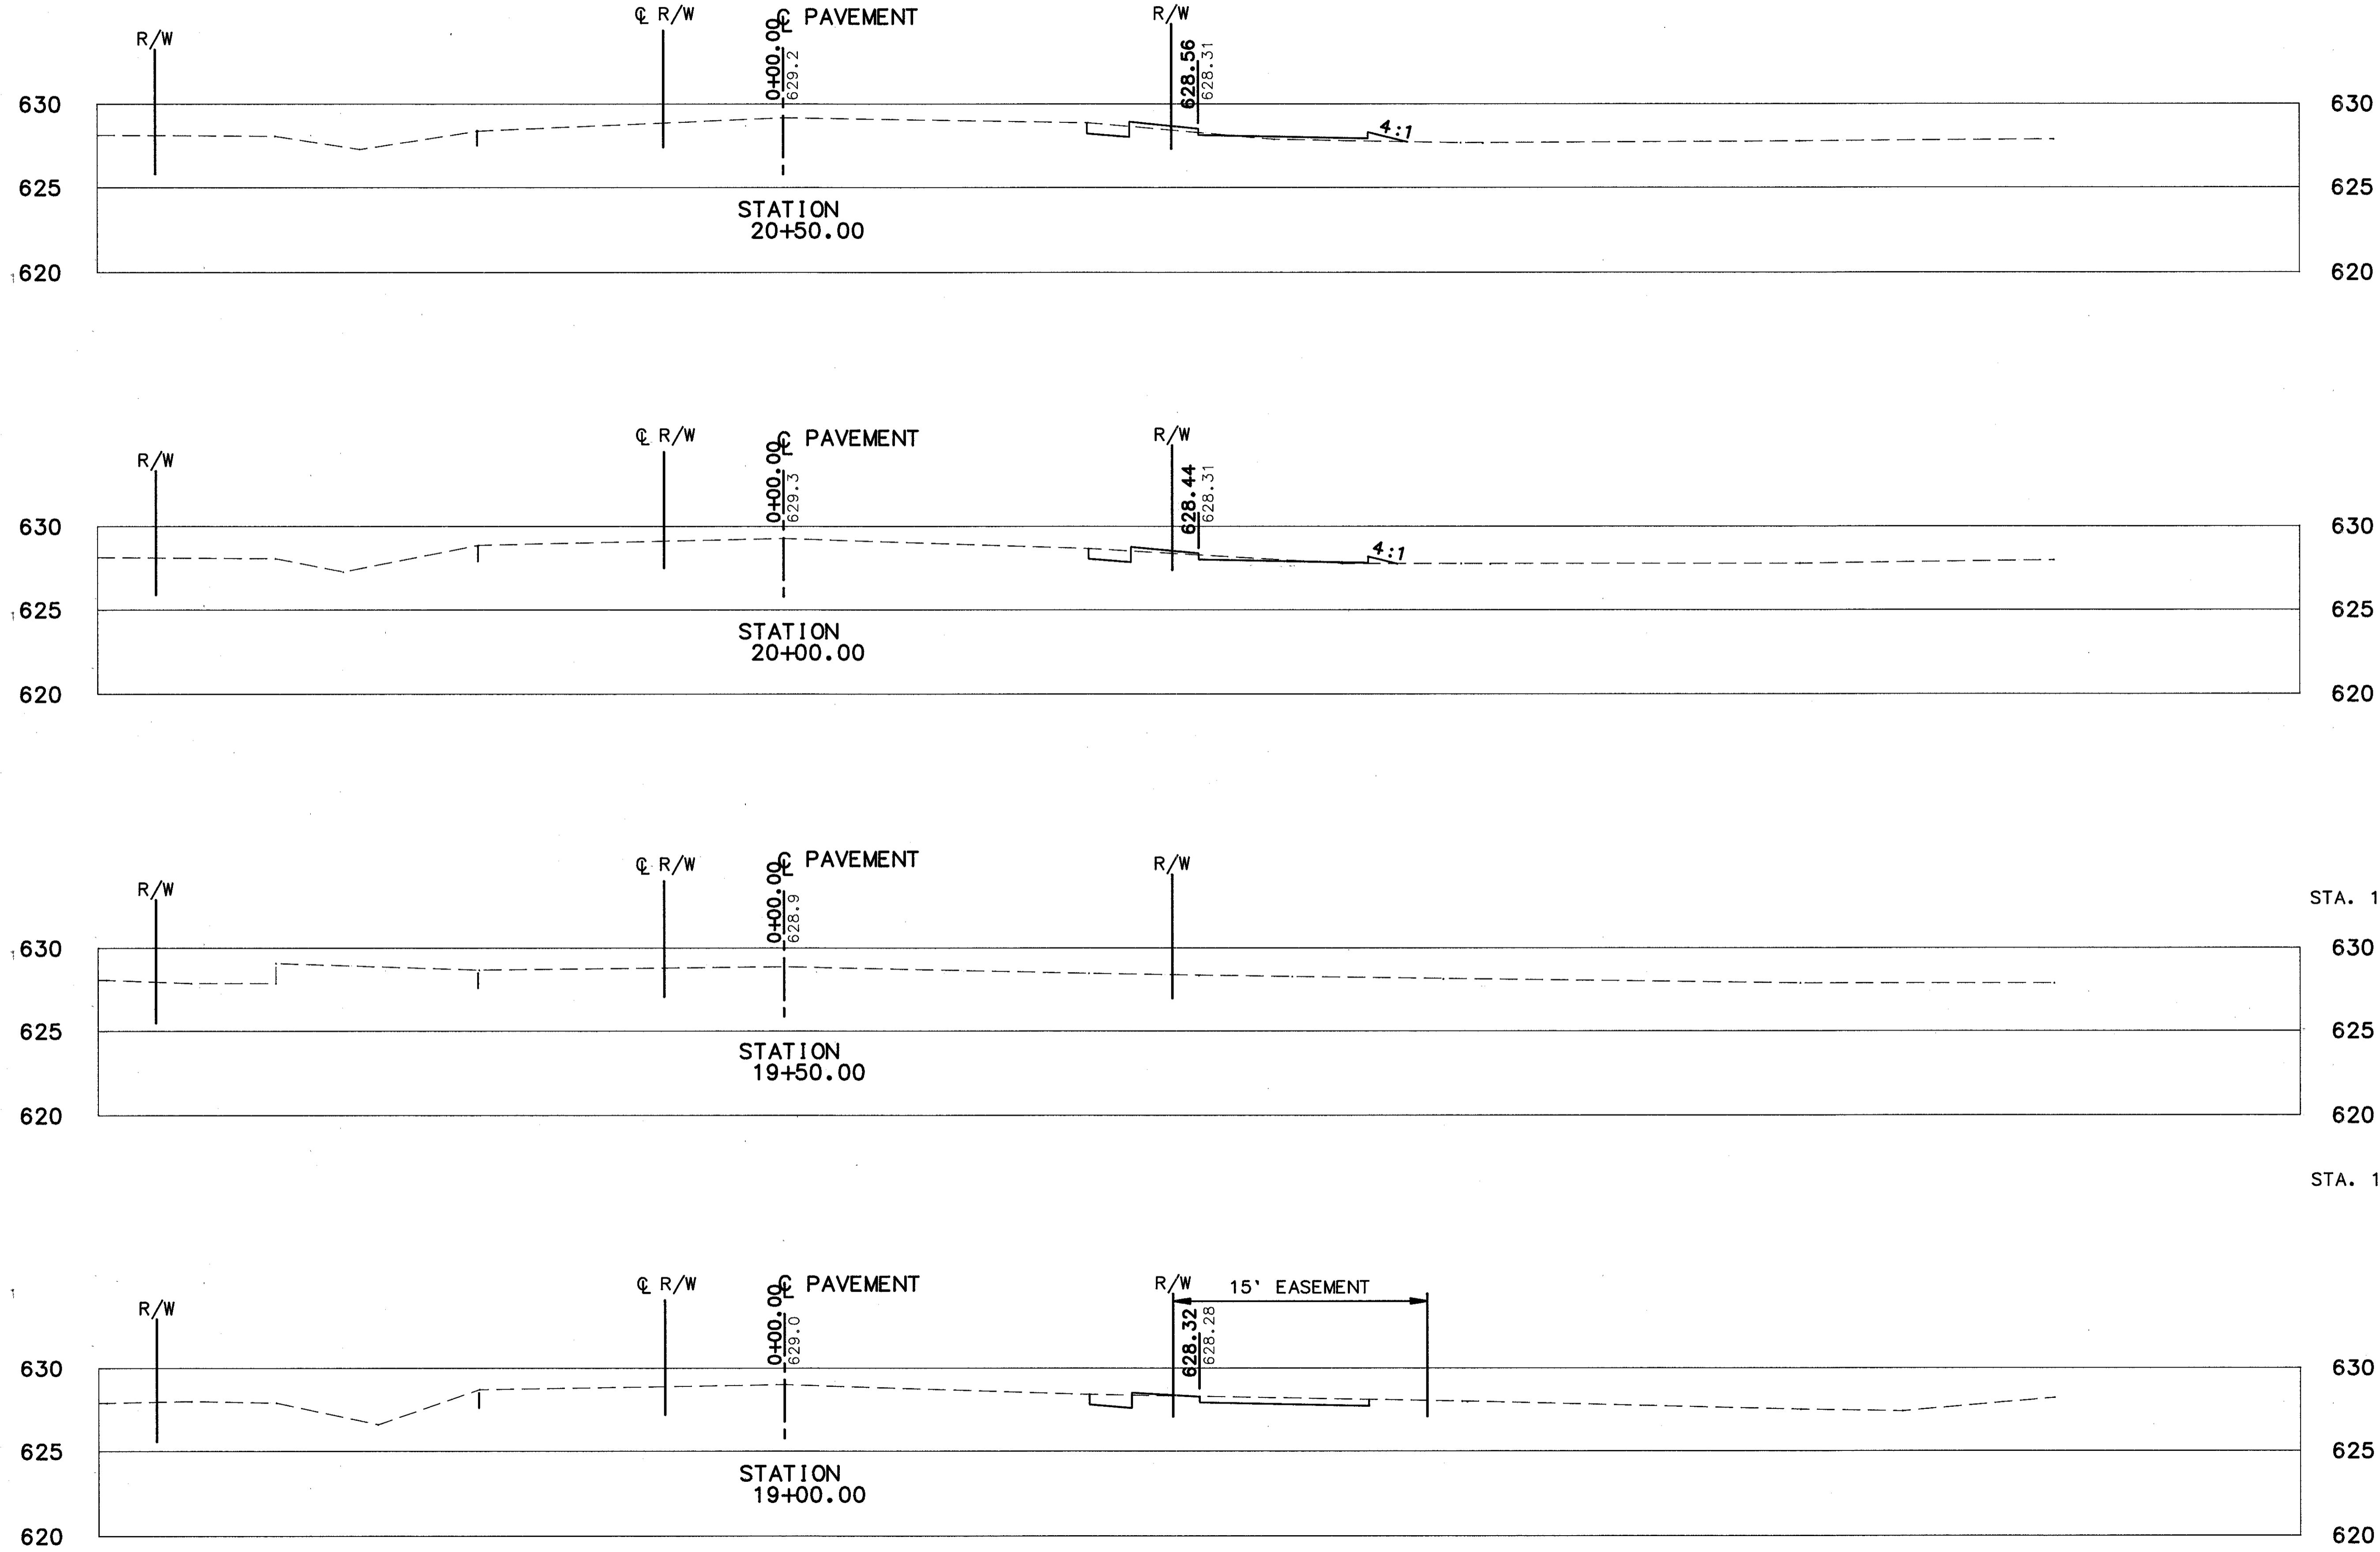 ℄ R/W
℄ PAVEMENT
R/W
R/W
0+00.00
629.2
628.56
628.31
630
630
4:1
625
625
STATION
20+50.00
620
620
℄ R/W
℄ PAVEMENT
R/W
R/W
0+00.00
629.3
628.44
628.31
630
630
4:1
625
625
STATION
20+00.00
620
620
℄ R/W
℄ PAVEMENT
R/W
R/W
0+00.00
628.9
STA. 1
630
630
625
625
STATION
19+50.00
620
620
STA. 1
℄ R/W
℄ PAVEMENT
R/W
15' EASEMENT
R/W
0+00.00
629.0
628.32
628.28
630
630
625
625
STATION
19+00.00
620
620